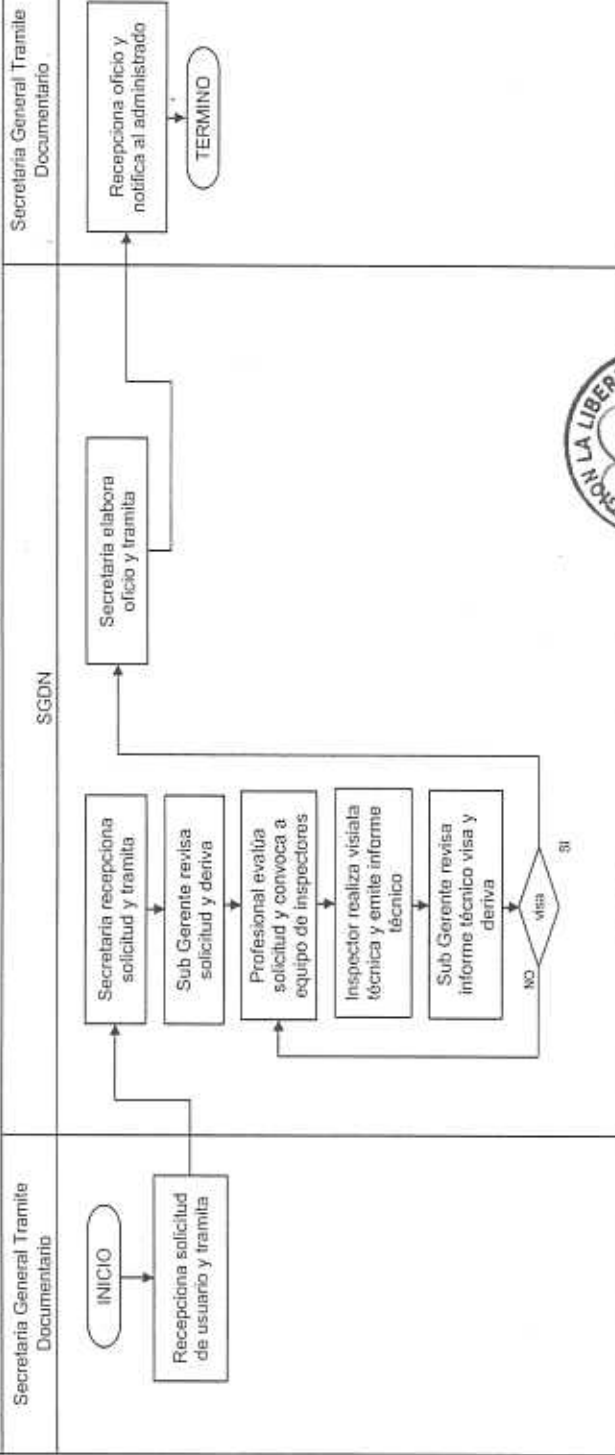 Secretaria General Tramite
Documentario
INICIO
Recepciona solicitud
de usuario y tramita
SGDN
Secretaria recepciona
solicitud y tramita
Sub Gerente revisa
solicitud y deriva
Profesional evalúa
solicitud y convoca a
equipo de inspectores
Inspector realiza visiata
técnica y emite informe
técnico
Sub Gerente revisa
informe técnico visa y
deriva
visa
NO
SI
Secretaria elabora
oficio y tramita
Secretaria General Tramite
Documentario
Recepciona oficio y
notifica al administrado
TERMINO
LA LIBER